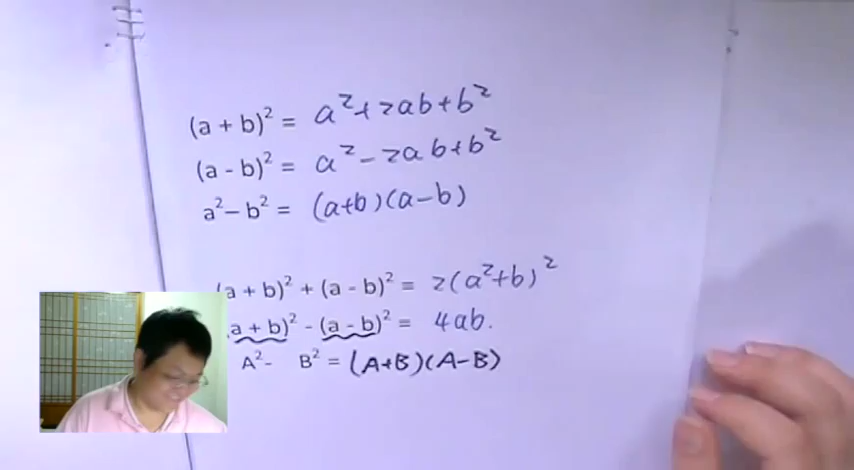 (a + b)² = a²+2ab+b²
(a - b)² = a²-2ab+b²
a²- b² = (a+b)(a-b)
(a + b)² + (a - b)² = 2(a²+b)²
a + b)² - (a - b)² = 4ab.
A² - B² = (A+B)(A-B)